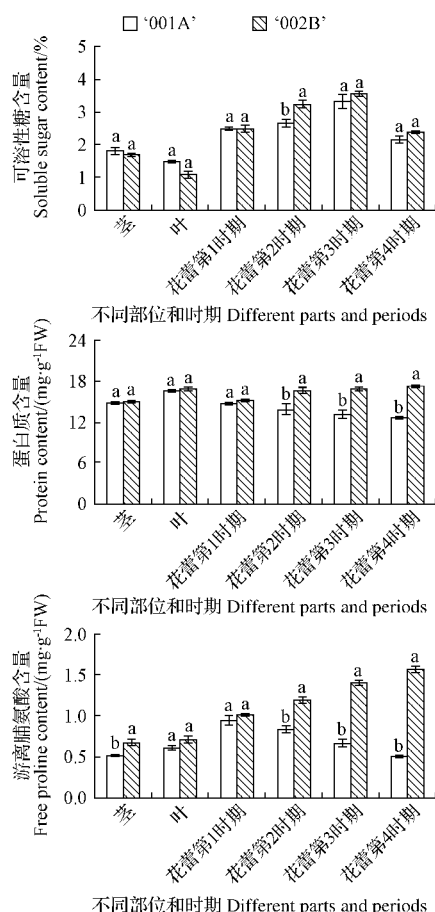 ‘001A’ ‘002B’
可溶性糖含量
Soluble sugar content/%
5
4
3
2
1
0
a a a a a a b a a a a a
茎 叶 花蕾第1时期 花蕾第2时期 花蕾第3时期 花蕾第4时期
不同部位和时期 Different parts and periods
蛋白质含量
Protein content/(mg·g⁻¹FW)
24
18
12
6
0
a a a a a a b a b a b a
茎 叶 花蕾第1时期 花蕾第2时期 花蕾第3时期 花蕾第4时期
不同部位和时期 Different parts and periods
游离脯氨酸含量
Free proline content/(mg·g⁻¹FW)
2.0
1.5
1.0
0.5
0.0
b a a a a a b a b a b a
茎 叶 花蕾第1时期 花蕾第2时期 花蕾第3时期 花蕾第4时期
不同部位和时期 Different parts and periods